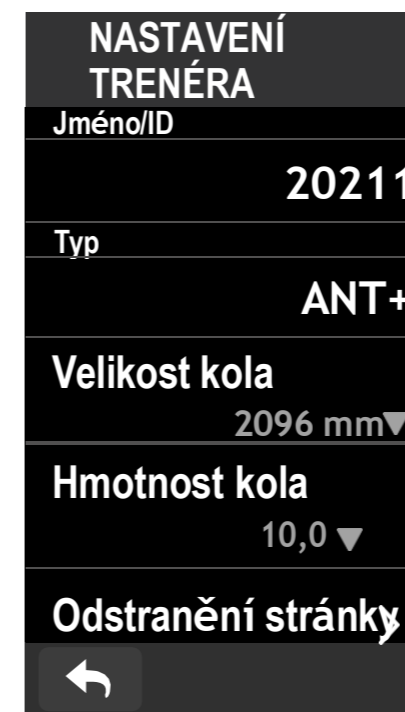 NASTAVENÍ
TRENÉRA
Jméno/ID
20211
Typ
ANT+
Velikost kola
2096 mm
Hmotnost kola
10,0
Odstranění stránky